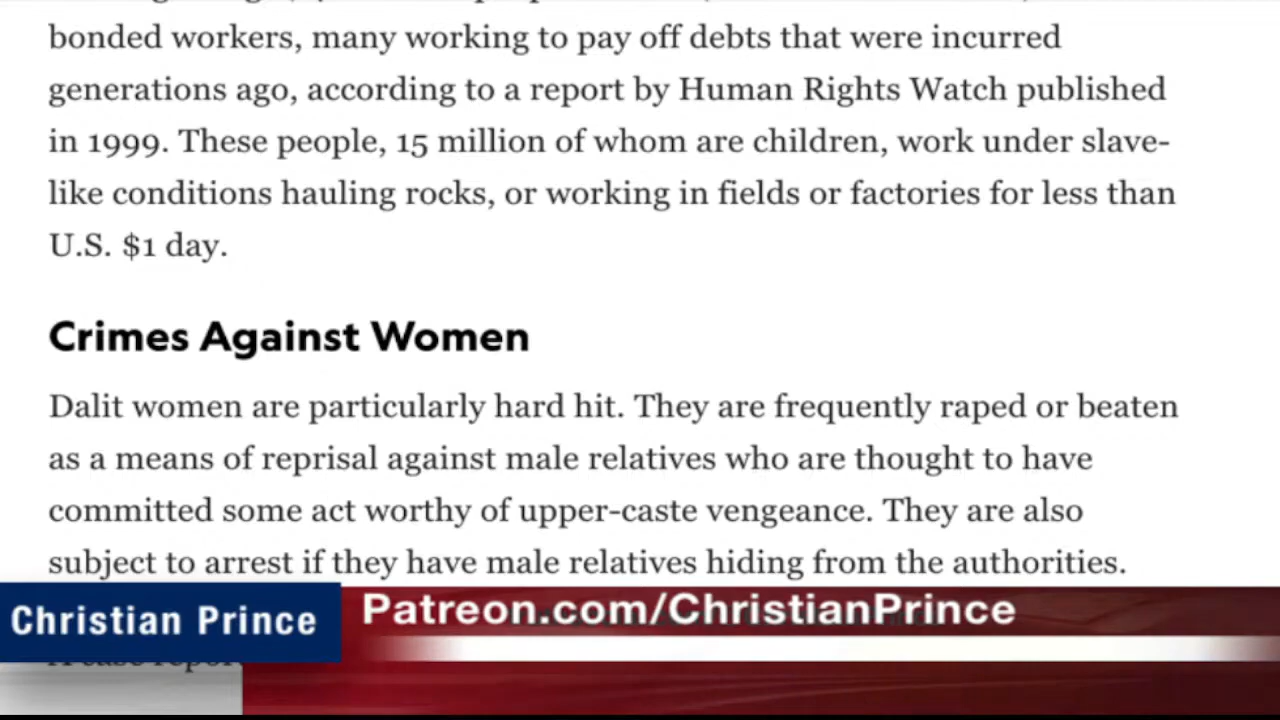 bonded workers, many working to pay off debts that were incurred
generations ago, according to a report by Human Rights Watch published
in 1999. These people, 15 million of whom are children, work under slave-
like conditions hauling rocks, or working in fields or factories for less than
U.S. $1 day.
Crimes Against Women
Dalit women are particularly hard hit. They are frequently raped or beaten
as a means of reprisal against male relatives who are thought to have
committed some act worthy of upper-caste vengeance. They are also
subject to arrest if they have male relatives hiding from the authorities.
Christian Prince
Patreon.com/ChristianPrince